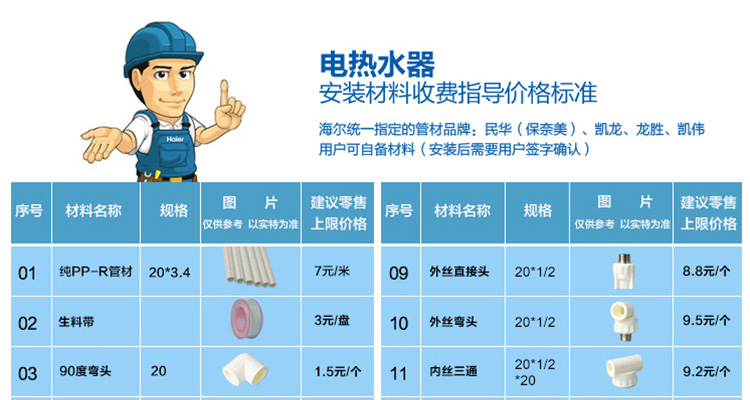 电热水器
安装材料收费指导价格标准
海尔统一指定的管材品牌：民华（保奈美）、凯龙、龙胜、凯伟
用户可自备材料（安装后需要用户签字确认）
Haier
序号 材料名称 规格 图 片 仅供参考 以实特为准 建议零售上限价格
01 纯PP-R管材 20*3.4 7元/米
02 生料带 3元/盘
03 90度弯头 20 1.5元/个
序号 材料名称 规格 图 片 仅供参考 以实特为准 建议零售上限价格
09 外丝直接头 20*1/2 8.8元/个
10 外丝弯头 20*1/2 9.5元/个
11 内丝三通 20*1/2*20 9.2元/个